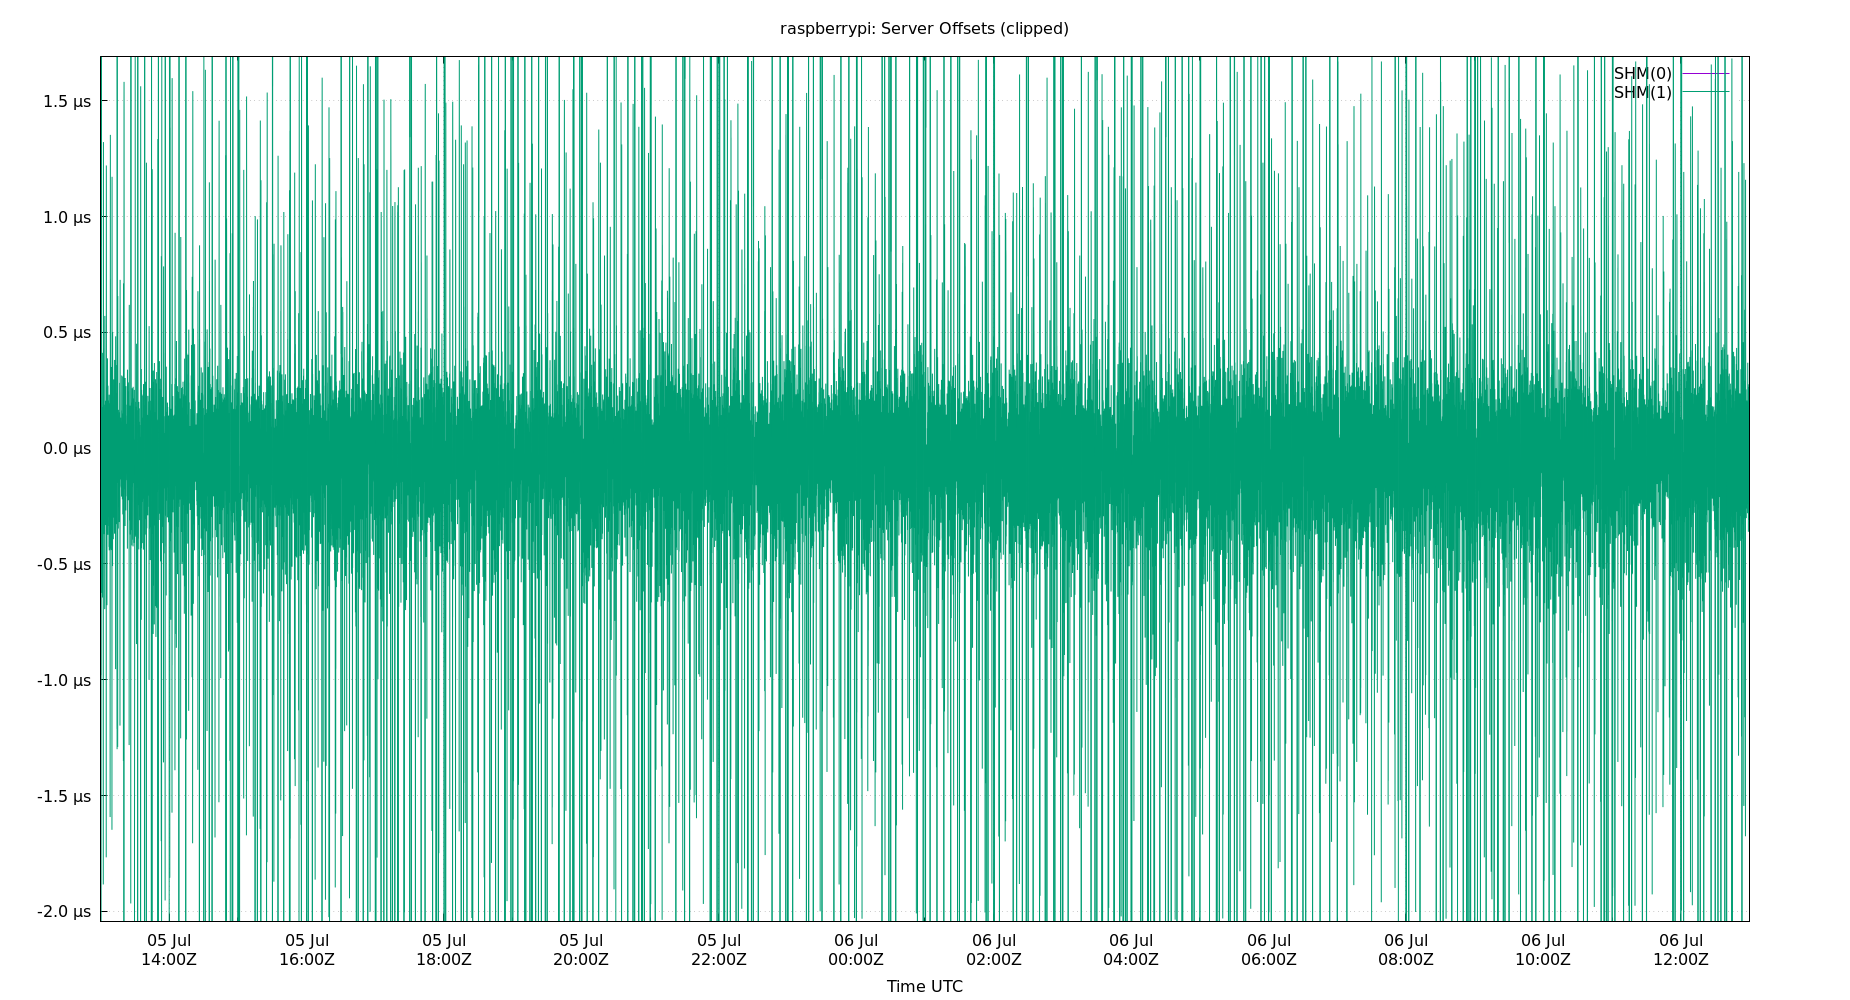 raspberrypi: Server Offsets (clipped)
SHM(0)
SHM(1)
1.5 µs
1.0 µs
0.5 µs
0.0 µs
-0.5 µs
-1.0 µs
-1.5 µs
-2.0 µs
05 Jul 05 Jul 05 Jul 05 Jul 05 Jul 06 Jul 06 Jul 06 Jul 06 Jul 06 Jul 06 Jul 06 Jul
14:00Z 16:00Z 18:00Z 20:00Z 22:00Z 00:00Z 02:00Z 04:00Z 06:00Z 08:00Z 10:00Z 12:00Z
Time UTC